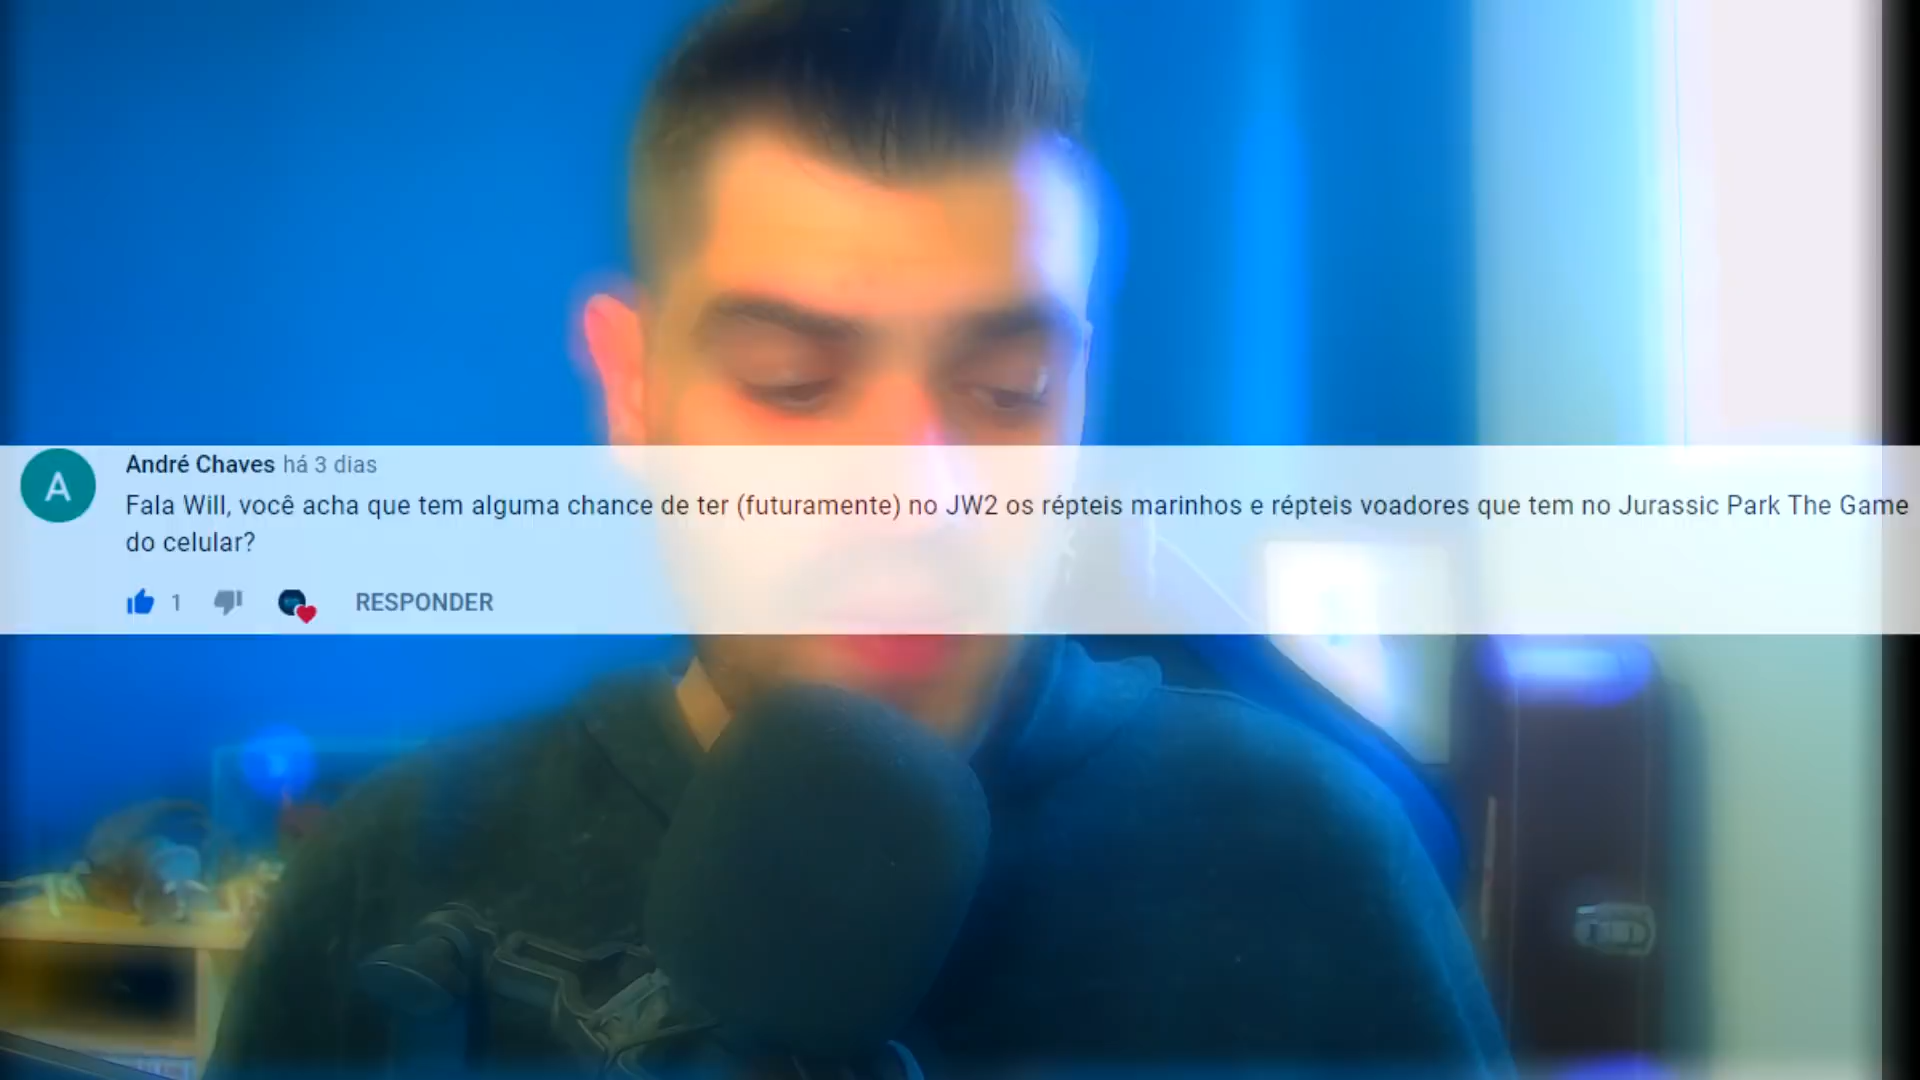 A
André Chaves há 3 dias
Fala Will, você acha que tem alguma chance de ter (futuramente) no JW2 os répteis marinhos e répteis voadores que tem no Jurassic Park The Game
do celular?
1 RESPONDER